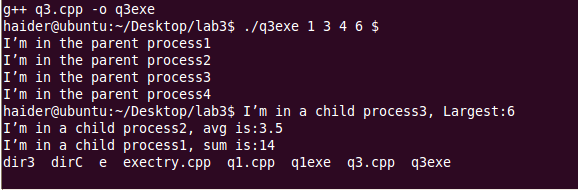 g++ q3.cpp -o q3exe
haider@ubuntu:~/Desktop/lab3$ ./q3exe 1 3 4 6 $
I’m in the parent process1
I’m in the parent process2
I’m in the parent process3
I’m in the parent process4
haider@ubuntu:~/Desktop/lab3$ I’m in a child process3, Largest:6
I’m in a child process2, avg is:3.5
I’m in a child process1, sum is:14
dir3  dirC  e  exectry.cpp  q1.cpp  q1exe  q3.cpp  q3exe